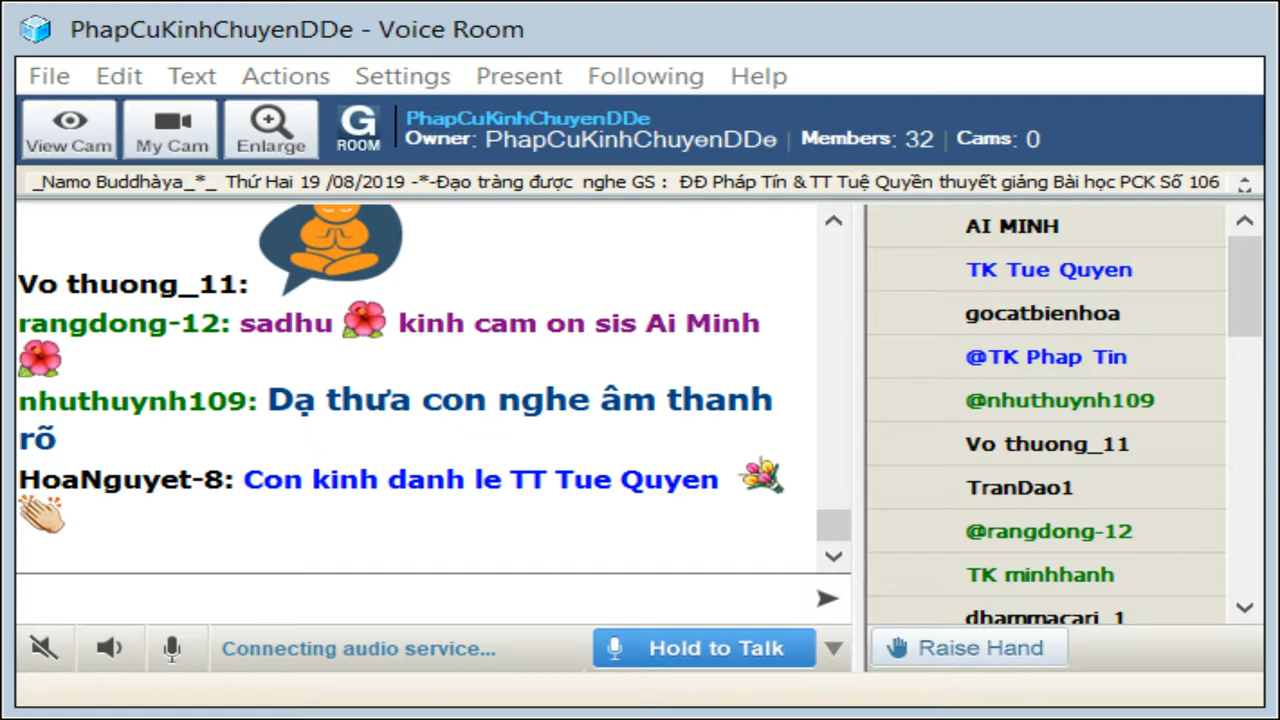 PhapCuKinhChuyenDDe - Voice Room
File Edit Text Actions Settings Present Following Help
View Cam My Cam Enlarge G ROOM
PhapCuKinhChuyenDDe
Owner: PhapCuKinhChuyenDDe | Members: 32 | Cams: 0
_Namo Buddhàya_*_ Thứ Hai 19 /08/2019 -*-Đạo tràng được nghe GS : ĐĐ Pháp Tín & TT Tuệ Quyền thuyết giảng Bài học PCK Số 106
Vo thuong_11:
rangdong-12: sadhu kinh cam on sis Ai Minh
nhuthuynh109: Dạ thưa con nghe âm thanh
rõ
HoaNguyet-8: Con kinh danh le TT Tue Quyen
AI MINH
TK Tue Quyen
gocatbienhoa
@TK Phap Tin
@nhuthuynh109
Vo thuong_11
TranDao1
@rangdong-12
TK minhhanh
dhammacari_1
Connecting audio service...
Hold to Talk
Raise Hand